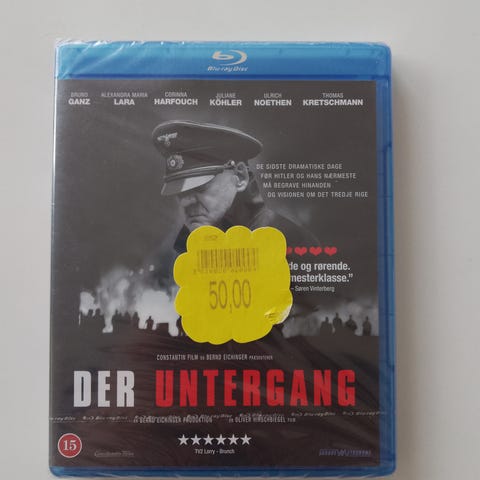 Blu-ray Disc
BRUNO GANZ
ALEXANDRA MARIA LARA
CORINNA HARFOUCH
JULIANE KÖHLER
ULRICH NOETHEN
THOMAS KRETSCHMANN
DE SIDSTE DRAMATISKE DAGE
FØR HITLER OG HANS NÆRMESTE
MÅ BEGRAVE HINANDEN
OG VISIONEN OM DET TREDJE RIGE
de og rørende.
mesterklasse.”
– Søren Vinterberg
50,00
CONSTANTIN FILM OG BERND EICHINGER PRÆSENTERER
DER UNTERGANG
EN BERND EICHINGER PRODUKTION
EN OLIVER HIRSCHBIEGEL FILM
15
Constantin Film
★★★★★★
TV2 Lorry - Brunch